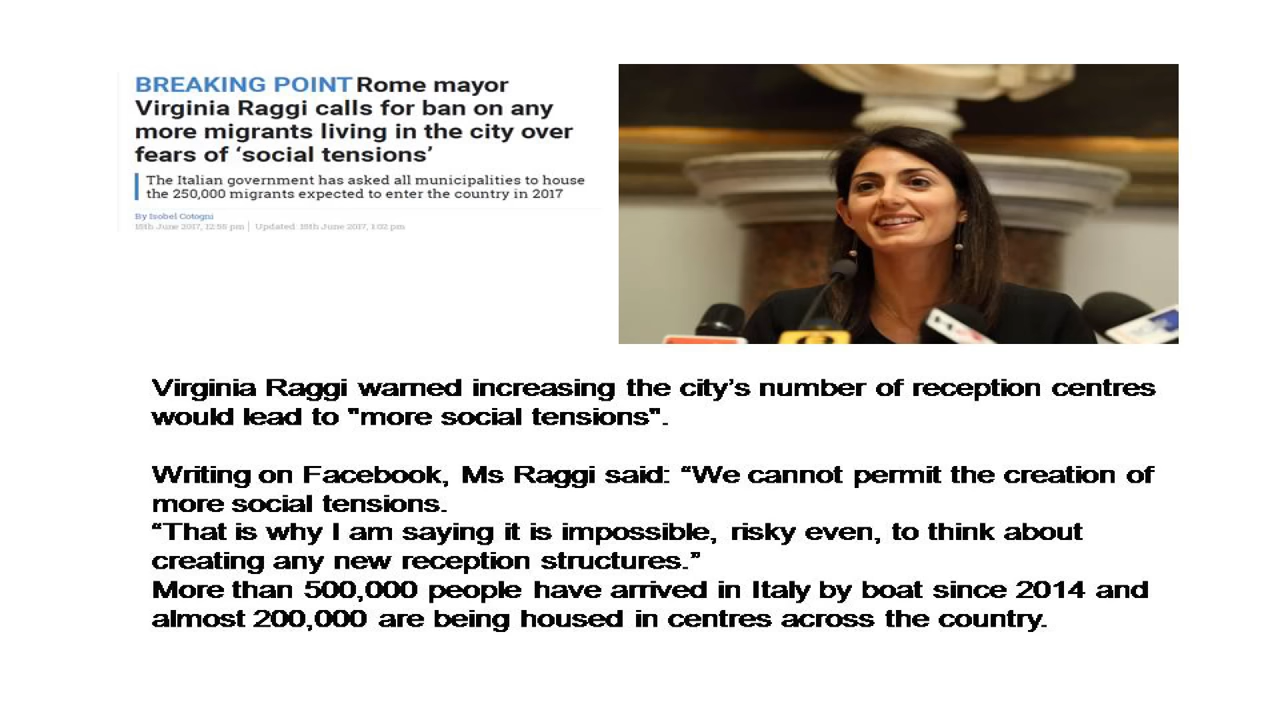 BREAKING POINT Rome mayor
Virginia Raggi calls for ban on any
more migrants living in the city over
fears of ‘social tensions’
The Italian government has asked all municipalities to house
the 250,000 migrants expected to enter the country in 2017
By Isobel Cotogni
June 2017, 12:58 pm | Updated: June 2017, 1:02 pm
Virginia Raggi warned increasing the city’s number of reception centres
would lead to "more social tensions".
Writing on Facebook, Ms Raggi said: “We cannot permit the creation of
more social tensions.
“That is why I am saying it is impossible, risky even, to think about
creating any new reception structures.”
More than 500,000 people have arrived in Italy by boat since 2014 and
almost 200,000 are being housed in centres across the country.